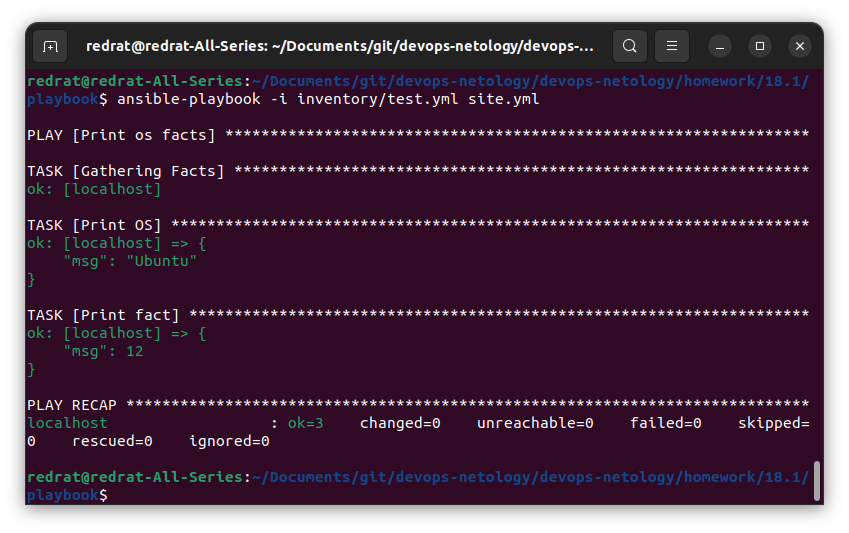 redrat@redrat-All-Series: ~/Documents/git/devops-netology/devops-...
redrat@redrat-All-Series:~/Documents/git/devops-netology/devops-netology/homework/18.1/
playbook$ ansible-playbook -i inventory/test.yml site.yml
PLAY [Print os facts] *****************************************************************
TASK [Gathering Facts] ****************************************************************
ok: [localhost]
TASK [Print OS] ***********************************************************************
ok: [localhost] => {
    "msg": "Ubuntu"
}
TASK [Print fact] *********************************************************************
ok: [localhost] => {
    "msg": 12
}
PLAY RECAP ****************************************************************************
localhost                  : ok=3    changed=0    unreachable=0    failed=0    skipped=
0    rescued=0    ignored=0
redrat@redrat-All-Series:~/Documents/git/devops-netology/devops-netology/homework/18.1/
playbook$